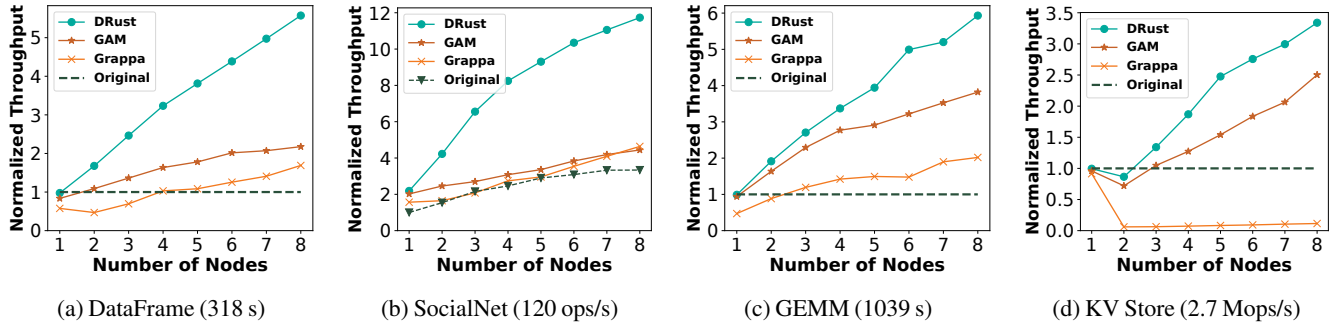 Normalized Throughput
5
4
3
2
1
0
DRust
GAM
Grappa
Original
1 2 3 4 5 6 7 8
Number of Nodes
(a) DataFrame (318 s)
Normalized Throughput
12
10
8
6
4
2
0
DRust
GAM
Grappa
Original
1 2 3 4 5 6 7 8
Number of Nodes
(b) SocialNet (120 ops/s)
Normalized Throughput
6
5
4
3
2
1
0
DRust
GAM
Grappa
Original
1 2 3 4 5 6 7 8
Number of Nodes
(c) GEMM (1039 s)
Normalized Throughput
3.5
3.0
2.5
2.0
1.5
1.0
0.5
0.0
DRust
GAM
Grappa
Original
1 2 3 4 5 6 7 8
Number of Nodes
(d) KV Store (2.7 Mops/s)